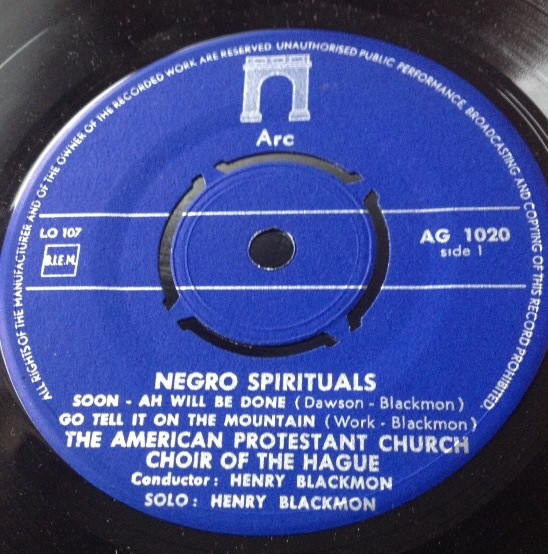 ALL RIGHTS OF THE MANUFACTURER AND OF THE OWNER OF THE RECORDED WORK ARE RESERVED UNAUTHORISED PUBLIC PERFORMANCE, BROADCASTING AND COPYING OF THIS RECORD PROHIBITED.
Arc
LO 107
B.I.E.M.
AG 1020
side 1
NEGRO SPIRITUALS
SOON - AH WILL BE DONE (Dawson - Blackmon)
GO TELL IT ON THE MOUNTAIN (Work - Blackmon)
THE AMERICAN PROTESTANT CHURCH
CHOIR OF THE HAGUE
Conductor: HENRY BLACKMON
SOLO: HENRY BLACKMON